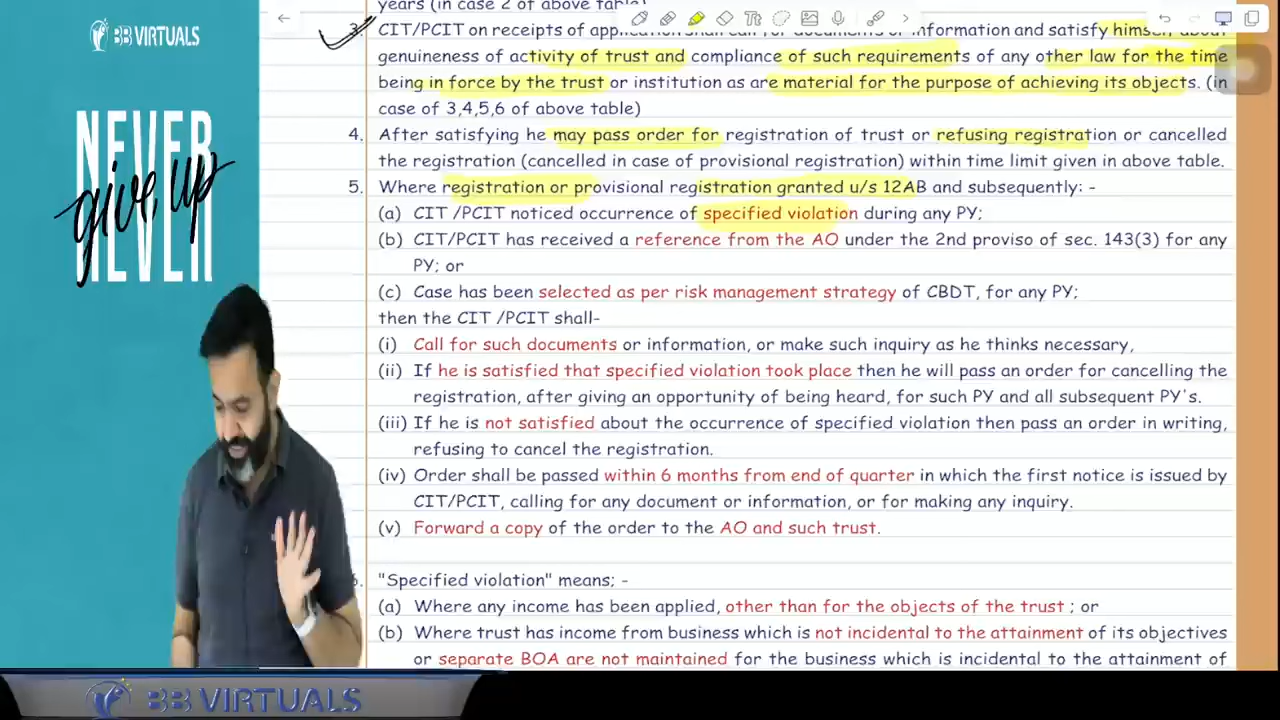 BB VIRTUALS
NEVER
give up
NEVER
years (in case 2 of above table)
3. CIT/PCIT on receipts of application shall call for documents or information and satisfy himself about
genuineness of activity of trust and compliance of such requirements of any other law for the time
being in force by the trust or institution as are material for the purpose of achieving its objects. (in
case of 3,4,5,6 of above table)
4. After satisfying he may pass order for registration of trust or refusing registration or cancelled
the registration (cancelled in case of provisional registration) within time limit given in above table.
5. Where registration or provisional registration granted u/s 12AB and subsequently: -
(a) CIT /PCIT noticed occurrence of specified violation during any PY;
(b) CIT/PCIT has received a reference from the AO under the 2nd proviso of sec. 143(3) for any
PY; or
(c) Case has been selected as per risk management strategy of CBDT, for any PY;
then the CIT /PCIT shall-
(i) Call for such documents or information, or make such inquiry as he thinks necessary,
(ii) If he is satisfied that specified violation took place then he will pass an order for cancelling the
registration, after giving an opportunity of being heard, for such PY and all subsequent PY's.
(iii) If he is not satisfied about the occurrence of specified violation then pass an order in writing,
refusing to cancel the registration.
(iv) Order shall be passed within 6 months from end of quarter in which the first notice is issued by
CIT/PCIT, calling for any document or information, or for making any inquiry.
(v) Forward a copy of the order to the AO and such trust.
"Specified violation" means; -
(a) Where any income has been applied, other than for the objects of the trust ; or
(b) Where trust has income from business which is not incidental to the attainment of its objectives
or separate BOA are not maintained for the business which is incidental to the attainment of
BB VIRTUALS